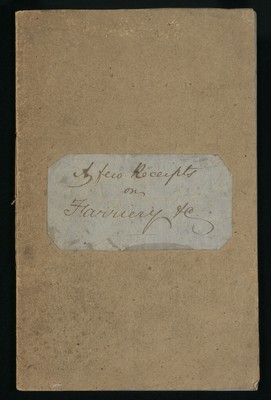 A few Receipts
on
Farriery &c